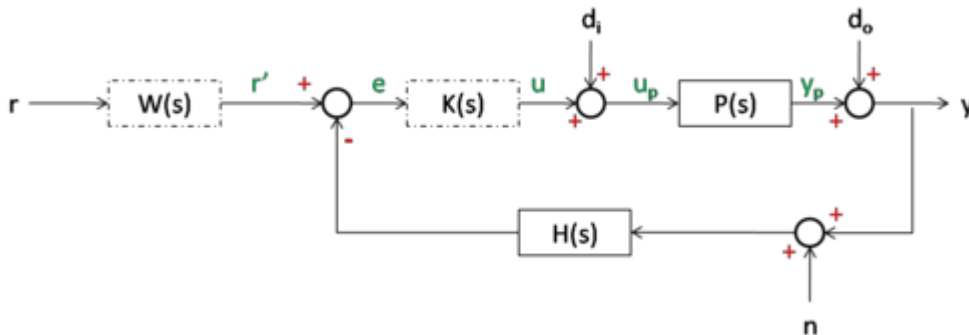 dᵢ
dₒ
r
W(s)
r'
+
e
K(s)
u
+
+
uₚ
P(s)
yₚ
+
+
y
-
H(s)
+
+
n